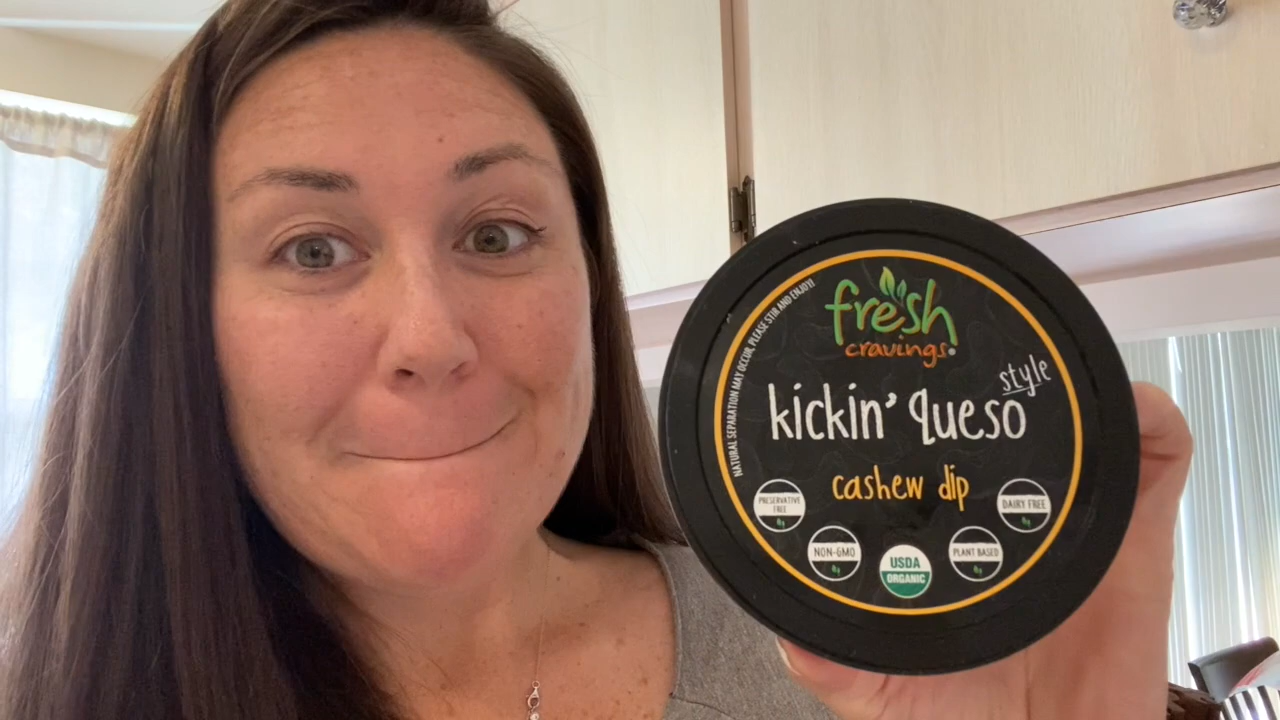 NATURAL SEPARATION MAY OCCUR. PLEASE STIR AND ENJOY!
fresh
cravings®
kickin' queso
style
cashew dip
PRESERVATIVE
FREE
DAIRY FREE
NON-GMO
PLANT BASED
USDA
ORGANIC